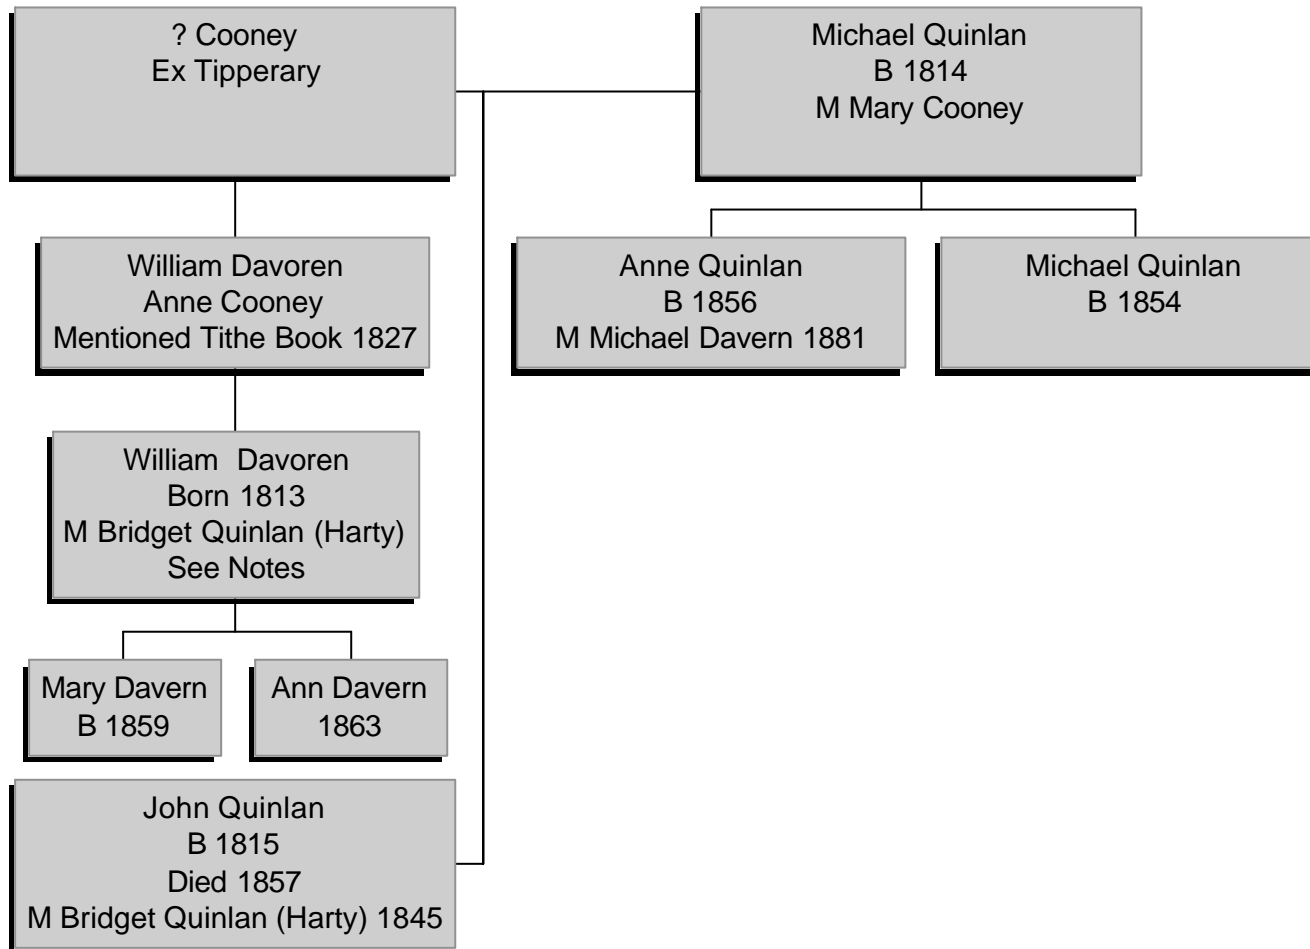 ? Cooney
Ex Tipperary
Michael Quinlan
B 1814
M Mary Cooney
William Davoren
Anne Cooney
Mentioned Tithe Book 1827
Anne Quinlan
B 1856
M Michael Davern 1881
Michael Quinlan
B 1854
William Davoren
Born 1813
M Bridget Quinlan (Harty)
See Notes
Mary Davern
B 1859
Ann Davern
1863
John Quinlan
B 1815
Died 1857
M Bridget Quinlan (Harty) 1845